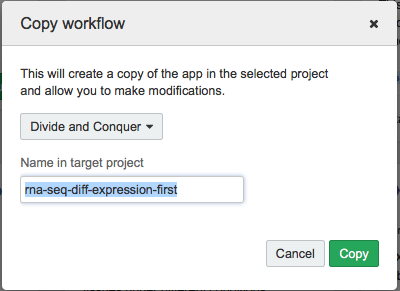 Copy workflow
This will create a copy of the app in the selected project
and allow you to make modifications.
Divide and Conquer
Name in target project
rna-seq-diff-expression-first
Cancel
Copy